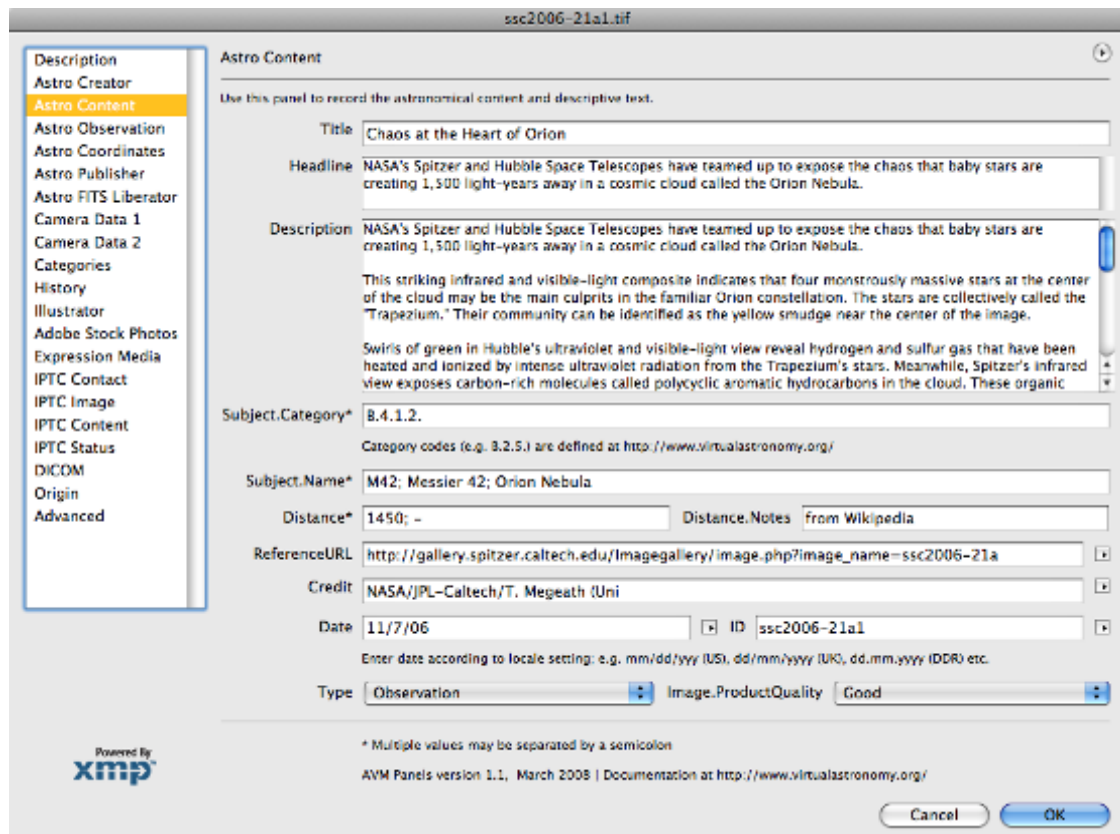 ssc2006-21a1.tif
Description
Astro Creator
Astro Content
Astro Observation
Astro Coordinates
Astro Publisher
Astro FITS Liberator
Camera Data 1
Camera Data 2
Categories
History
Illustrator
Adobe Stock Photos
Expression Media
IPTC Contact
IPTC Image
IPTC Content
IPTC Status
DICOM
Origin
Advanced
Powered By
xmp
Astro Content
Use this panel to record the astronomical content and descriptive text.
Title Chaos at the Heart of Orion
Headline NASA's Spitzer and Hubble Space Telescopes have teamed up to expose the chaos that baby stars are
creating 1,500 light-years away in a cosmic cloud called the Orion Nebula.
Description NASA's Spitzer and Hubble Space Telescopes have teamed up to expose the chaos that baby stars are
creating 1,500 light-years away in a cosmic cloud called the Orion Nebula.
This striking infrared and visible-light composite indicates that four monstrously massive stars at the center
of the cloud may be the main culprits in the familiar Orion constellation. The stars are collectively called the
"Trapezium." Their community can be identified as the yellow smudge near the center of the image.
Swirls of green in Hubble's ultraviolet and visible-light view reveal hydrogen and sulfur gas that have been
heated and ionized by intense ultraviolet radiation from the Trapezium's stars. Meanwhile, Spitzer's infrared
view exposes carbon-rich molecules called polycyclic aromatic hydrocarbons in the cloud. These organic
Subject.Category* B.4.1.2.
Category codes (e.g. B.2.5.) are defined at http://www.virtualastronomy.org/
Subject.Name* M42; Messier 42; Orion Nebula
Distance* 1450; - Distance.Notes from Wikipedia
ReferenceURL http://gallery.spitzer.caltech.edu/Imagegallery/image.php?image_name=ssc2006-21a
Credit NASA/JPL-Caltech/T. Megeath (Uni
Date 11/7/06 ID ssc2006-21a1
Enter date according to locale setting: e.g. mm/dd/yyy (US), dd/mm/yyyy (UK), dd.mm.yyyy (DDR) etc.
Type Observation Image.ProductQuality Good
* Multiple values may be separated by a semicolon
AVM Panels version 1.1, March 2008 | Documentation at http://www.virtualastronomy.org/
Cancel OK